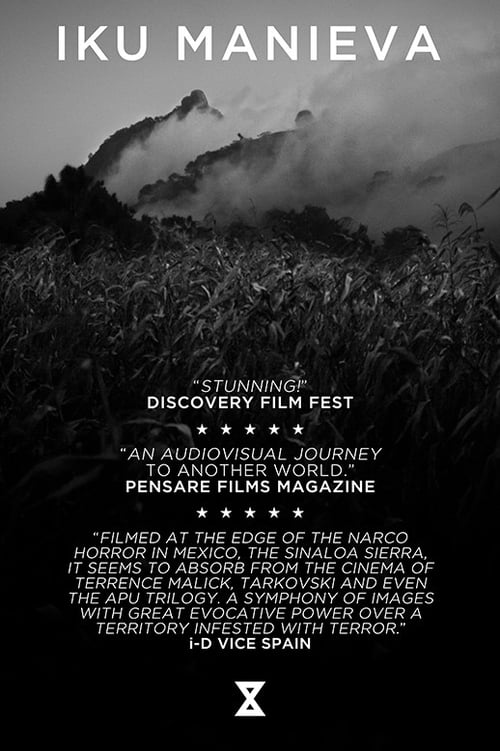 IKU MANIEVA
“STUNNING!”
DISCOVERY FILM FEST
★ ★ ★ ★ ★
“AN AUDIOVISUAL JOURNEY
TO ANOTHER WORLD.”
PENSARE FILMS MAGAZINE
★ ★ ★ ★ ★
“FILMED AT THE EDGE OF THE NARCO
HORROR IN MEXICO, THE SINALOA SIERRA,
IT SEEMS TO ABSORB FROM THE CINEMA OF
TERRENCE MALICK, TARKOVSKI AND EVEN
THE APU TRILOGY. A SYMPHONY OF IMAGES
WITH GREAT EVOCATIVE POWER OVER A
TERRITORY INFESTED WITH TERROR.”
i-D VICE SPAIN